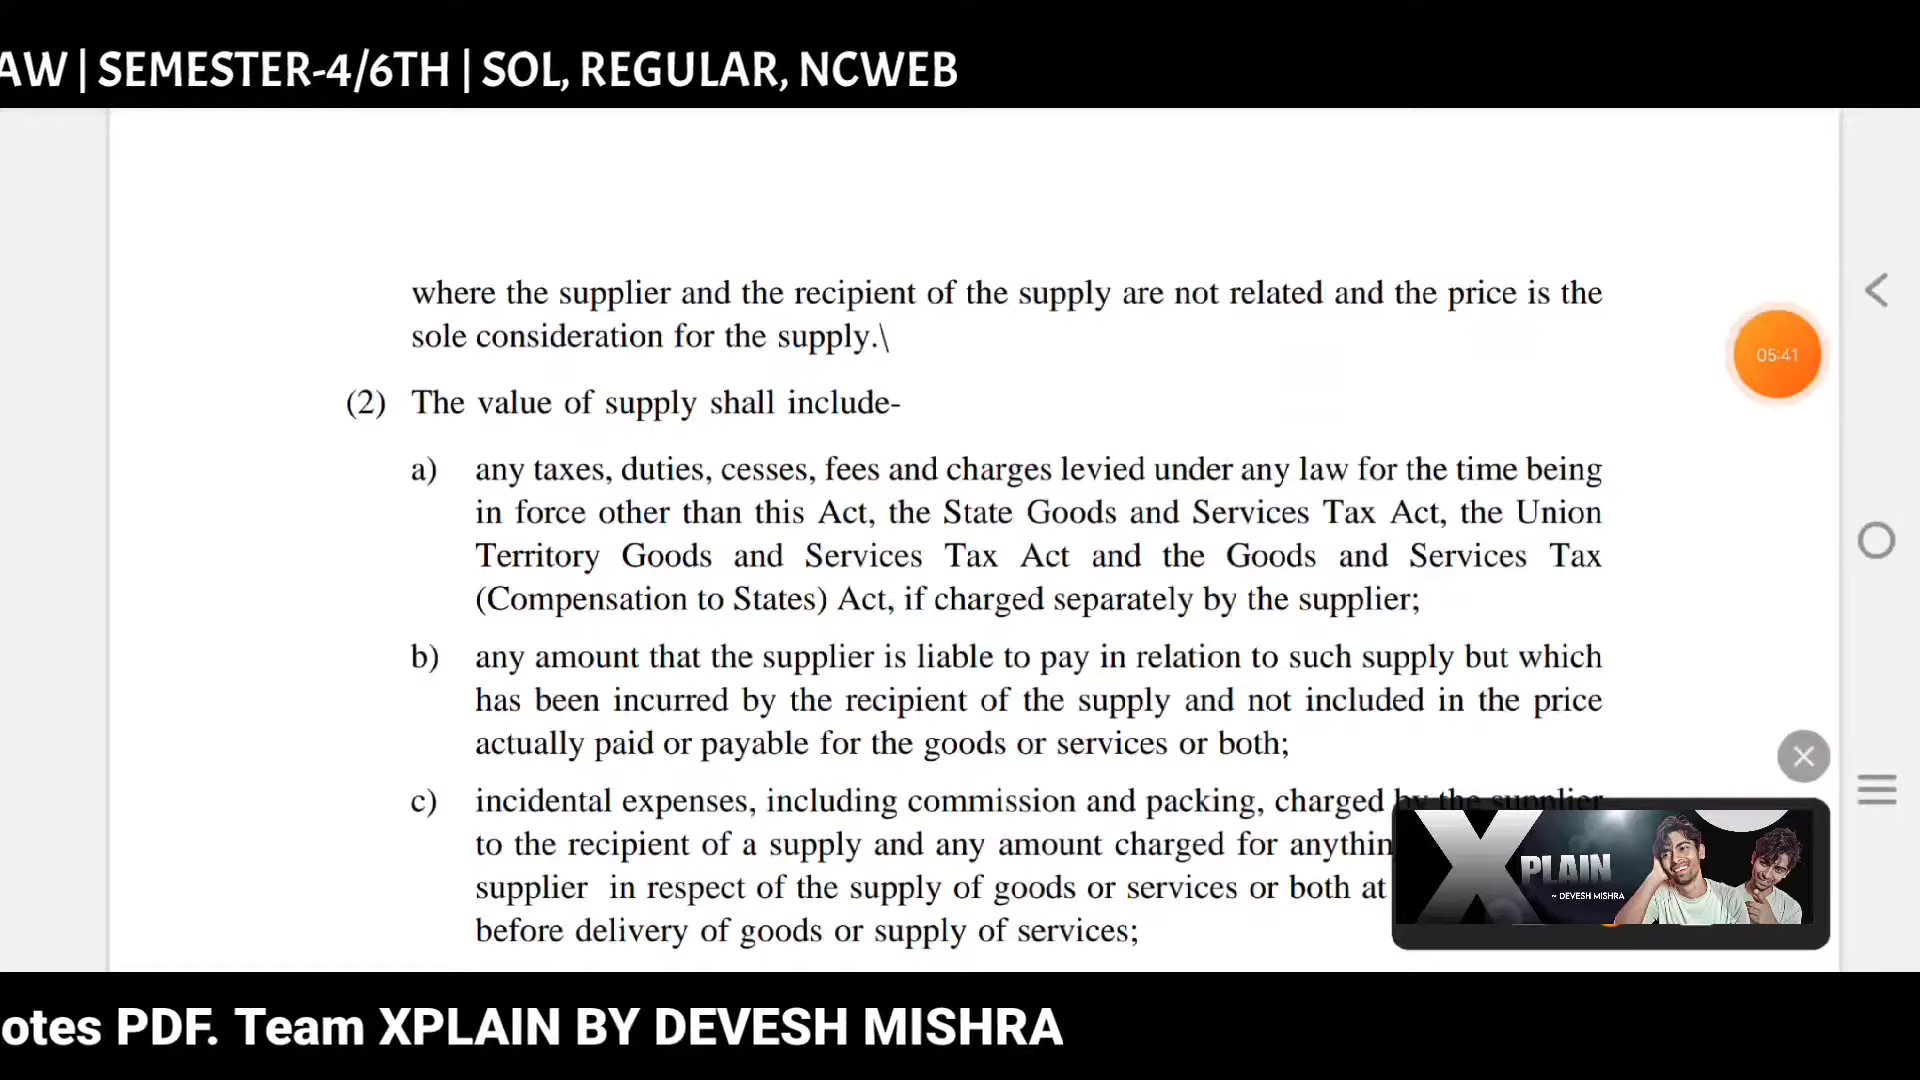 AW | SEMESTER-4/6TH | SOL, REGULAR, NCWEB
where the supplier and the recipient of the supply are not related and the price is the
sole consideration for the supply.\
05:41
(2) The value of supply shall include-
a) any taxes, duties, cesses, fees and charges levied under any law for the time being
in force other than this Act, the State Goods and Services Tax Act, the Union
Territory Goods and Services Tax Act and the Goods and Services Tax
(Compensation to States) Act, if charged separately by the supplier;
b) any amount that the supplier is liable to pay in relation to such supply but which
has been incurred by the recipient of the supply and not included in the price
actually paid or payable for the goods or services or both;
c) incidental expenses, including commission and packing, charged by the supplier
to the recipient of a supply and any amount charged for anythin
supplier in respect of the supply of goods or services or both at
before delivery of goods or supply of services;
XPLAIN
~ DEVESH MISHRA
otes PDF. Team XPLAIN BY DEVESH MISHRA